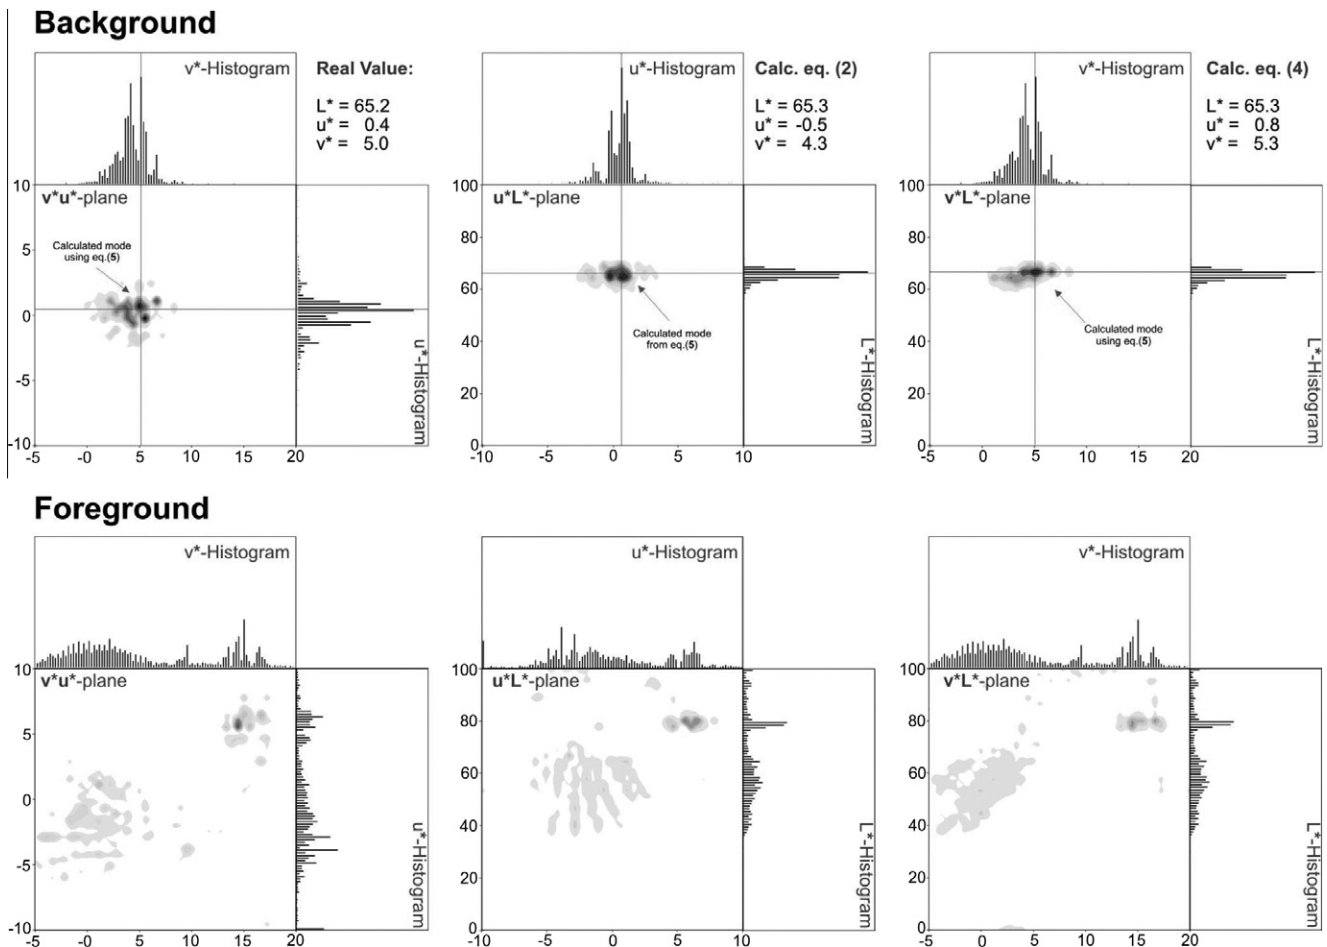 Background
v*-Histogram
Real Value:
L* = 65.2
u* = 0.4
v* = 5.0
10
5
0
-5
-10
v*u*-plane
Calculated mode
using eq.(5)
u*-Histogram
-5
0
5
10
15
20
u*-Histogram
Calc. eq. (2)
L* = 65.3
u* = -0.5
v* = 4.3
100
80
60
40
20
0
u*L*-plane
Calculated mode
from eq.(5)
L*-Histogram
-10
-5
0
5
10
v*-Histogram
Calc. eq. (4)
L* = 65.3
u* = 0.8
v* = 5.3
100
80
60
40
20
0
v*L*-plane
Calculated mode
using eq.(5)
L*-Histogram
-5
0
5
10
15
20
Foreground
v*-Histogram
10
5
0
-5
-10
v*u*-plane
u*-Histogram
-5
-0
5
10
15
20
u*-Histogram
100
80
60
40
20
0
u*L*-plane
L*-Histogram
-10
-5
0
5
10
v*-Histogram
100
80
60
40
20
0
v*L*-plane
L*-Histogram
-5
0
5
10
15
20